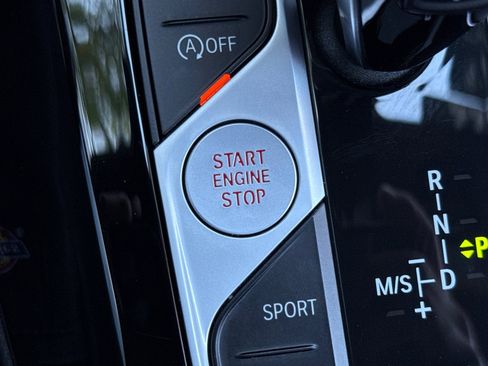 A OFF
START
ENGINE
STOP
SPORT
R
N
P
M/S
D
+